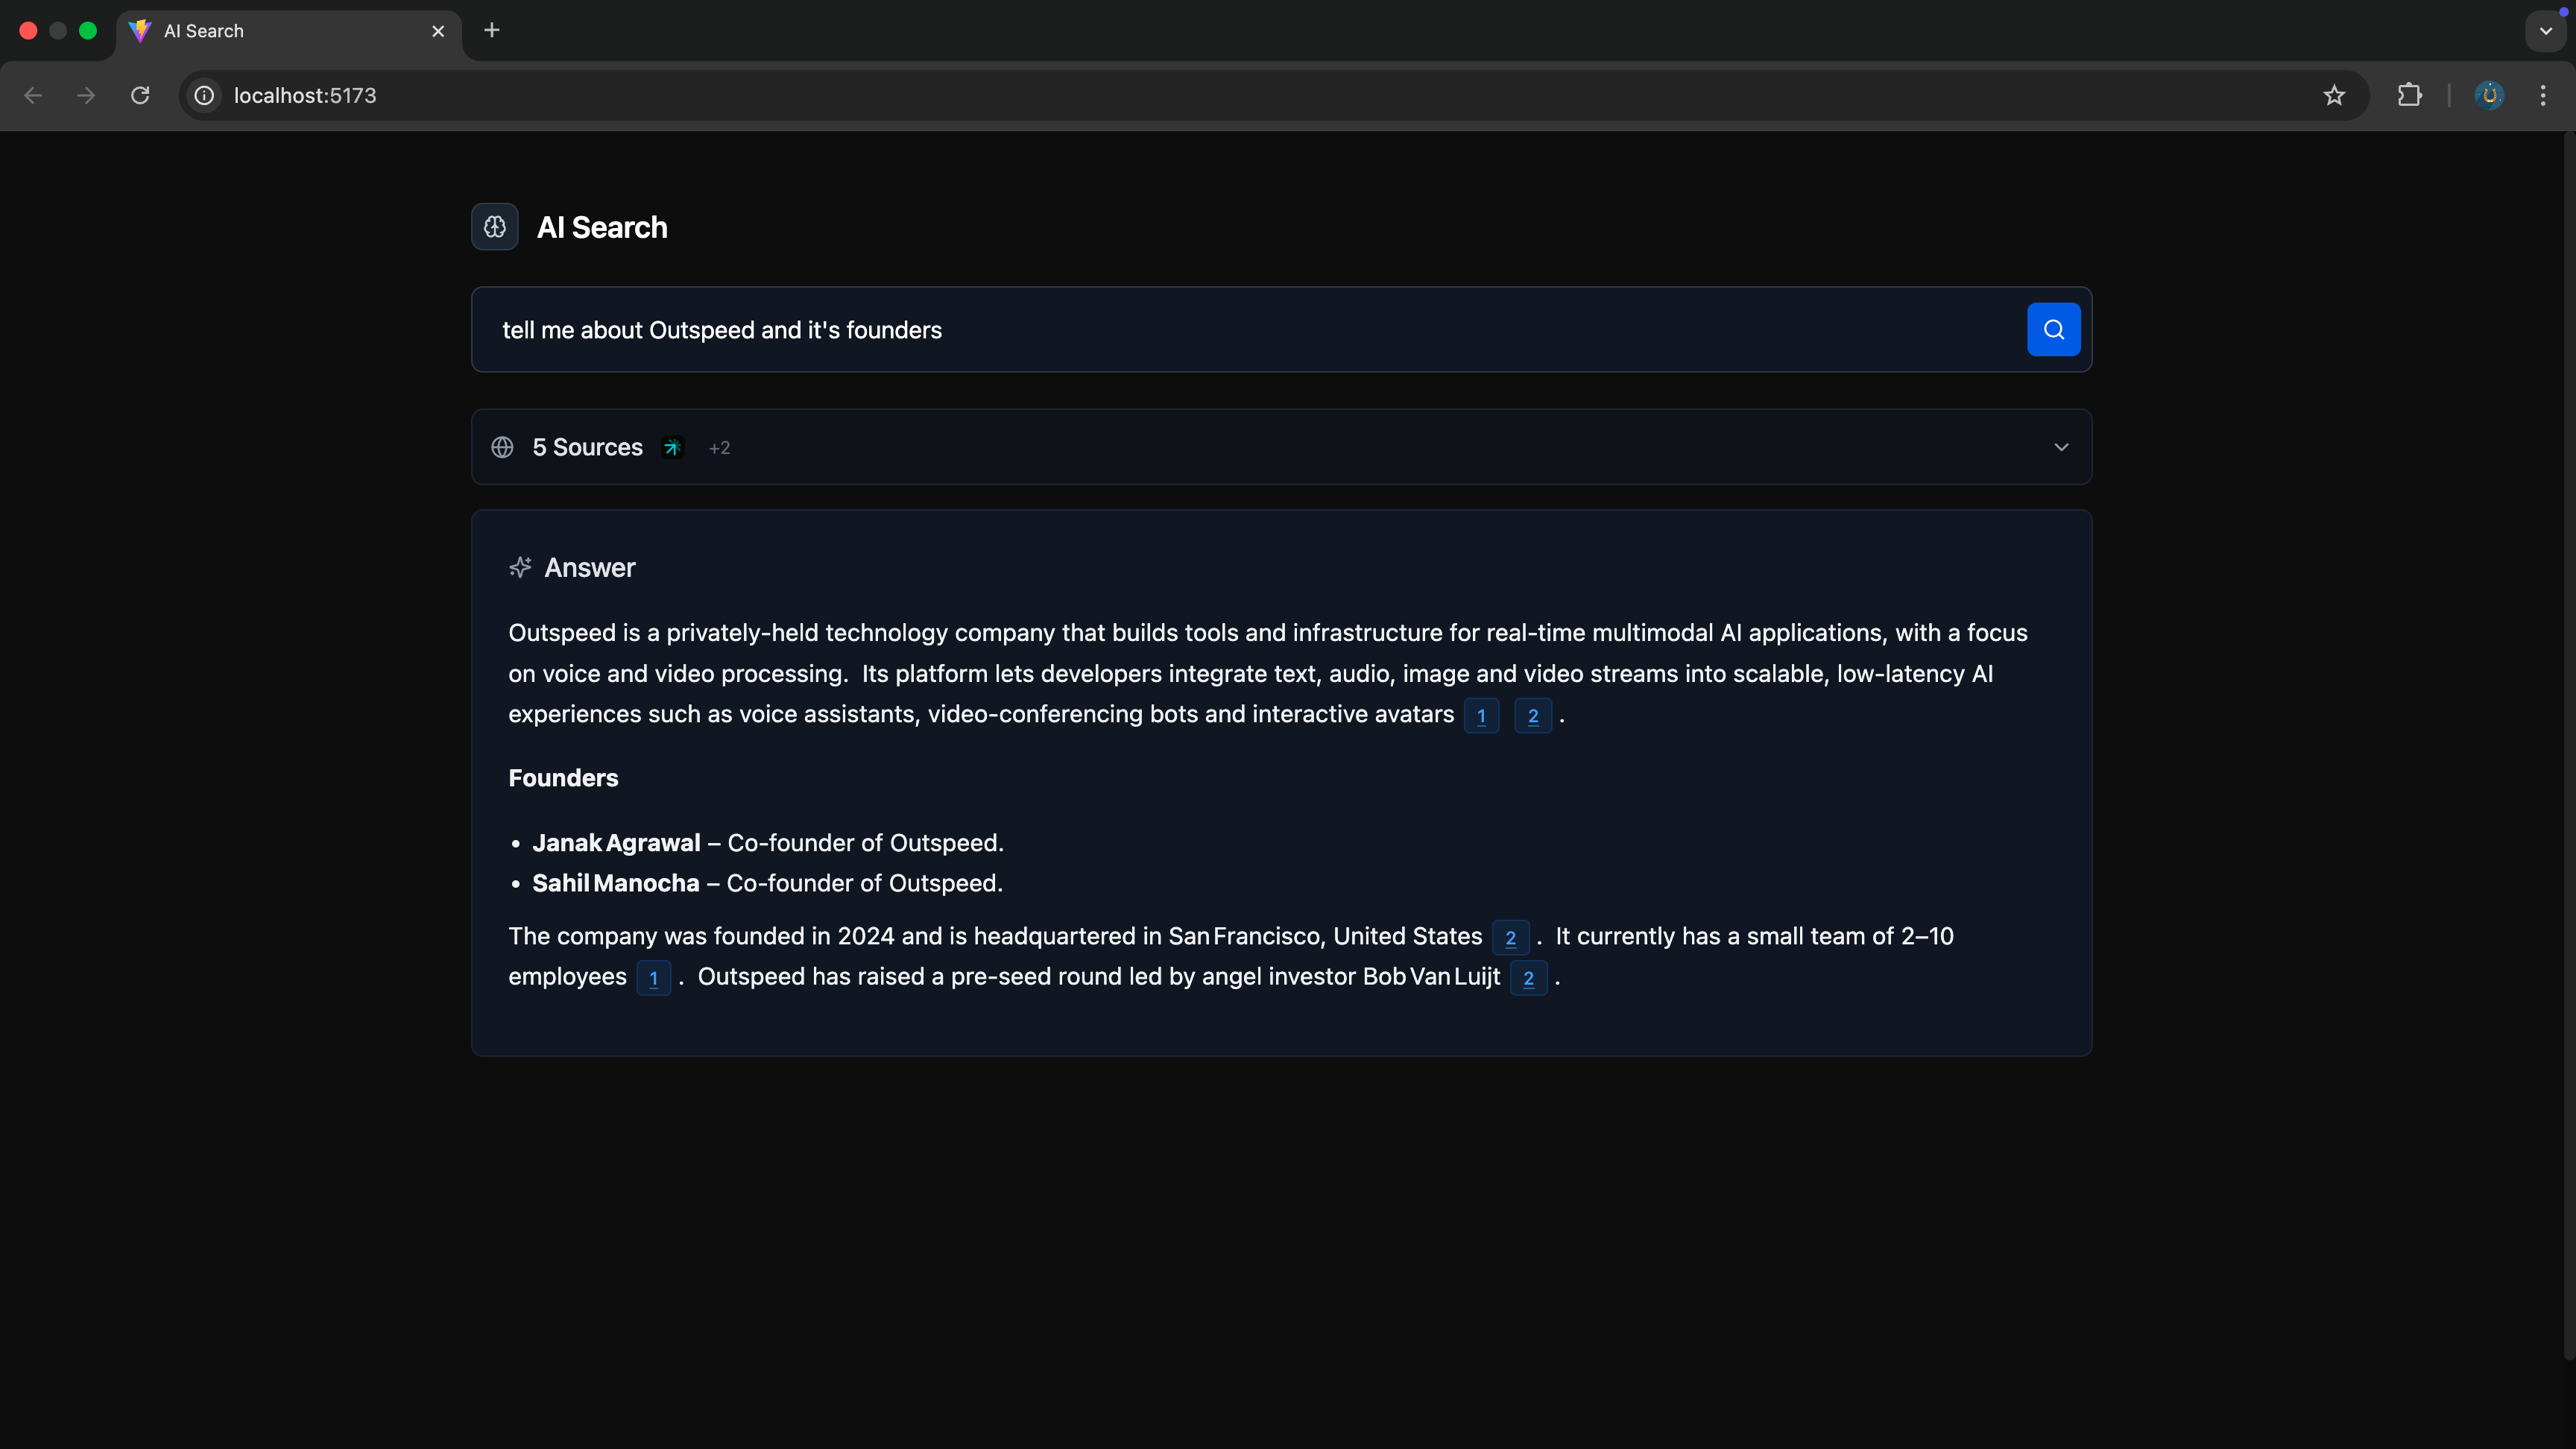 AI Search
localhost:5173
AI Search
tell me about Outspeed and it's founders
5 Sources +2
Answer
Outspeed is a privately-held technology company that builds tools and infrastructure for real-time multimodal AI applications, with a focus
on voice and video processing. Its platform lets developers integrate text, audio, image and video streams into scalable, low-latency AI
experiences such as voice assistants, video-conferencing bots and interactive avatars 1 2 .
Founders
• Janak Agrawal – Co-founder of Outspeed.
• Sahil Manocha – Co-founder of Outspeed.
The company was founded in 2024 and is headquartered in San Francisco, United States 2 . It currently has a small team of 2–10
employees 1 . Outspeed has raised a pre-seed round led by angel investor Bob Van Luijt 2 .